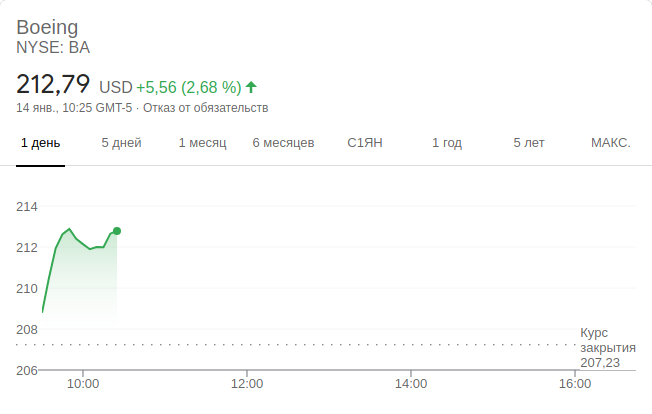 Boeing
NYSE: BA
212,79 USD +5,56 (2,68 %)
14 янв., 10:25 GMT-5 · Отказ от обязательств
1 день 5 дней 1 месяц 6 месяцев С1ЯН 1 год 5 лет МАКС.
214
212
210
208
Курс
закрытия
207,23
206
10:00 12:00 14:00 16:00